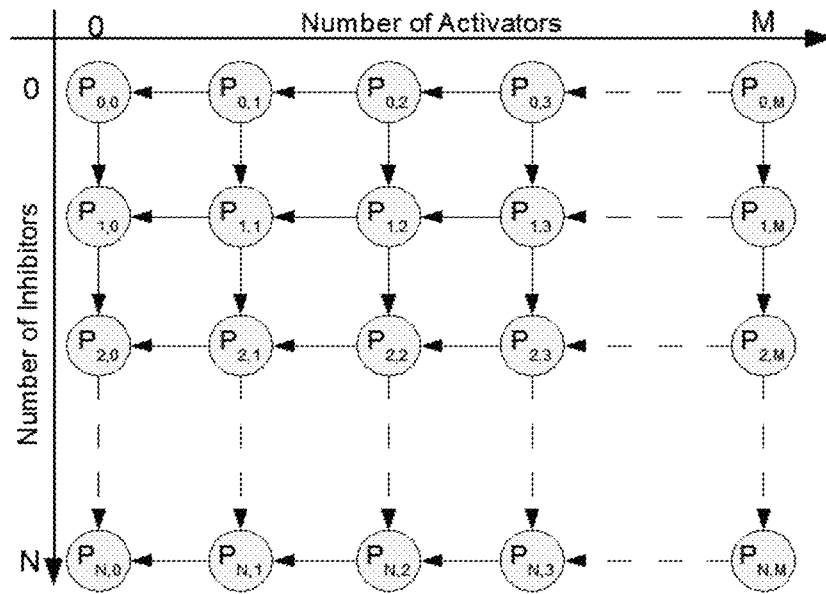 0 Number of Activators M
0 P0,0 P0,1 P0,2 P0,3 P0,M
P1,0 P1,1 P1,2 P1,3 P1,M
Number of Inhibitors
P2,0 P2,1 P2,2 P2,3 P2,M
N PN,0 PN,1 PN,2 PN,3 PN,M